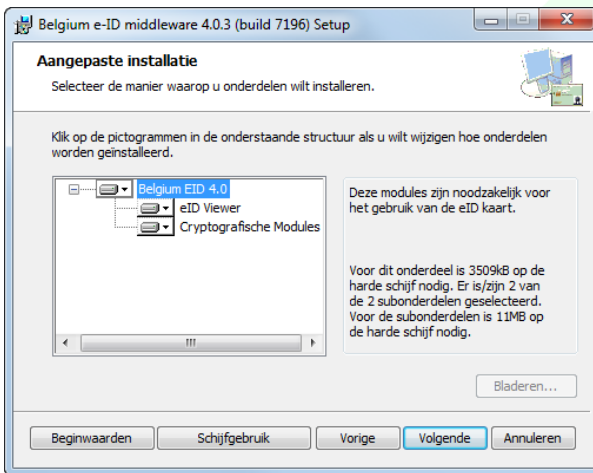 Belgium e-ID middleware 4.0.3 (build 7196) Setup
Aangepaste installatie
Selecteer de manier waarop u onderdelen wilt installeren.
Klik op de pictogrammen in de onderstaande structuur als u wilt wijzigen hoe onderdelen
worden geïnstalleerd.
Belgium EID 4.0
eID Viewer
Cryptografische Modules
Deze modules zijn noodzakelijk voor
het gebruik van de eID kaart.
Voor dit onderdeel is 3509kB op de
harde schijf nodig. Er is/zijn 2 van
de 2 subonderdelen geselecteerd.
Voor de subonderdelen is 11MB op
de harde schijf nodig.
Bladeren...
Beginwaarden Schijfgebruik Vorige Volgende Annuleren